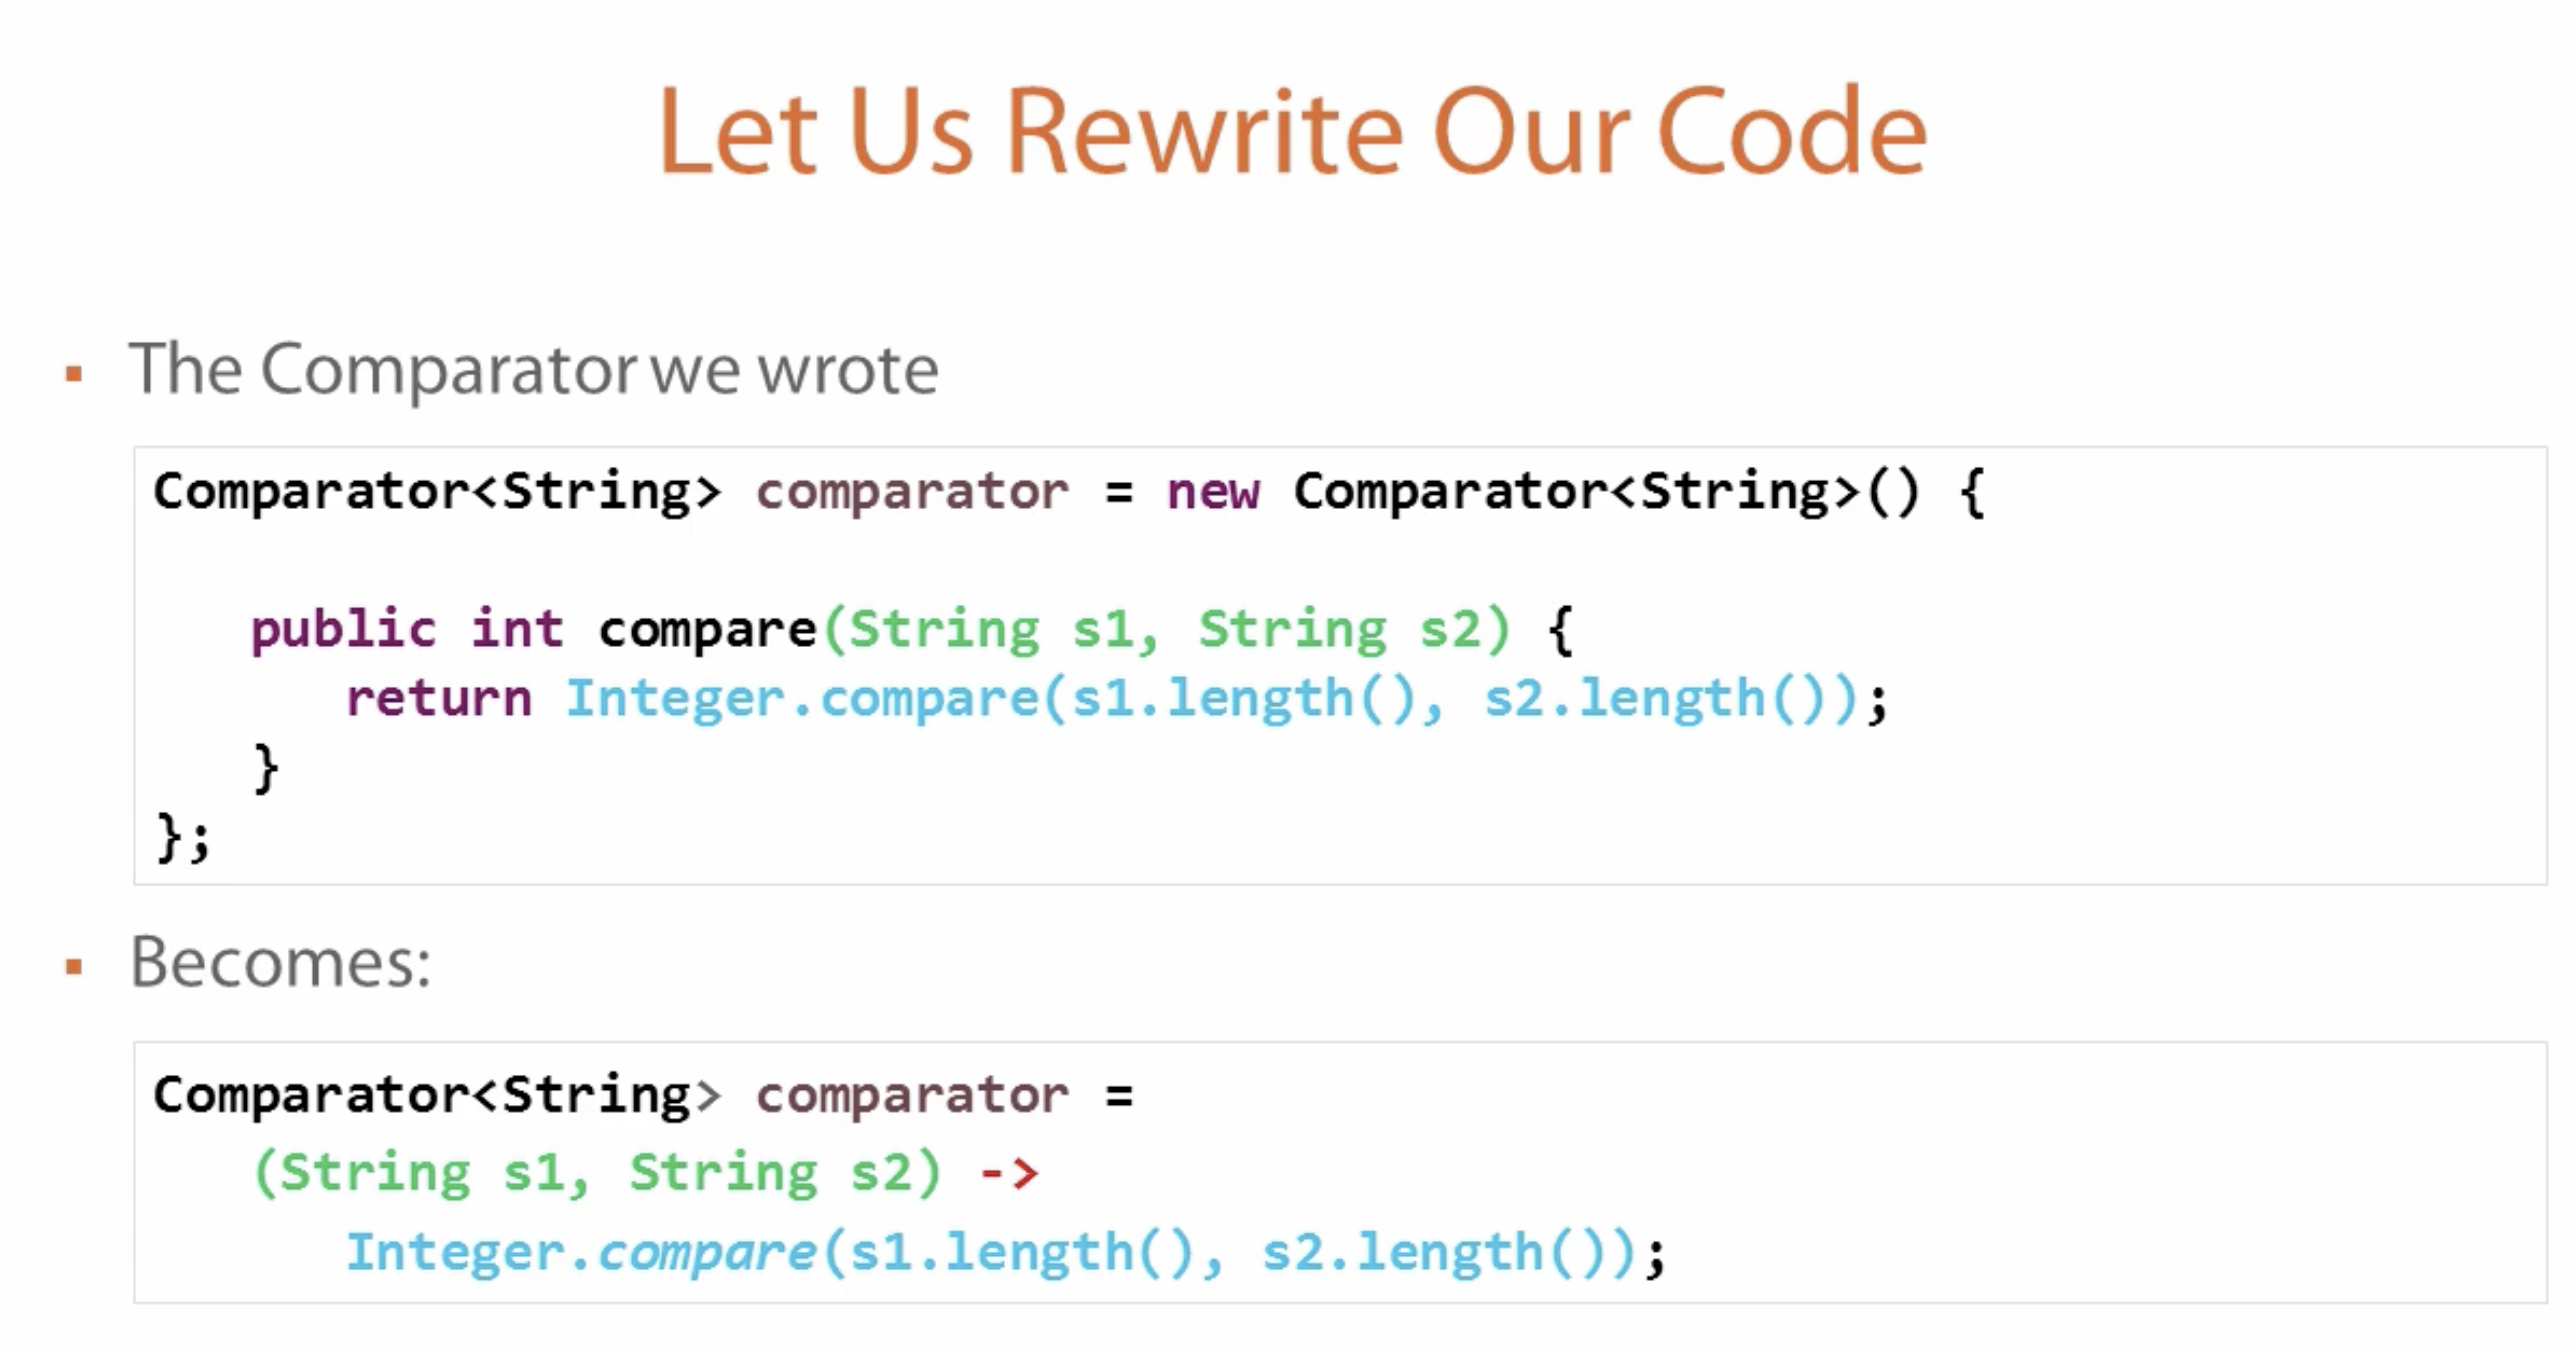 Let Us Rewrite Our Code
▪ The Comparator we wrote
Comparator<String> comparator = new Comparator<String>() {
public int compare(String s1, String s2) {
return Integer.compare(s1.length(), s2.length());
}
};
▪ Becomes:
Comparator<String> comparator =
(String s1, String s2) ->
Integer.compare(s1.length(), s2.length());